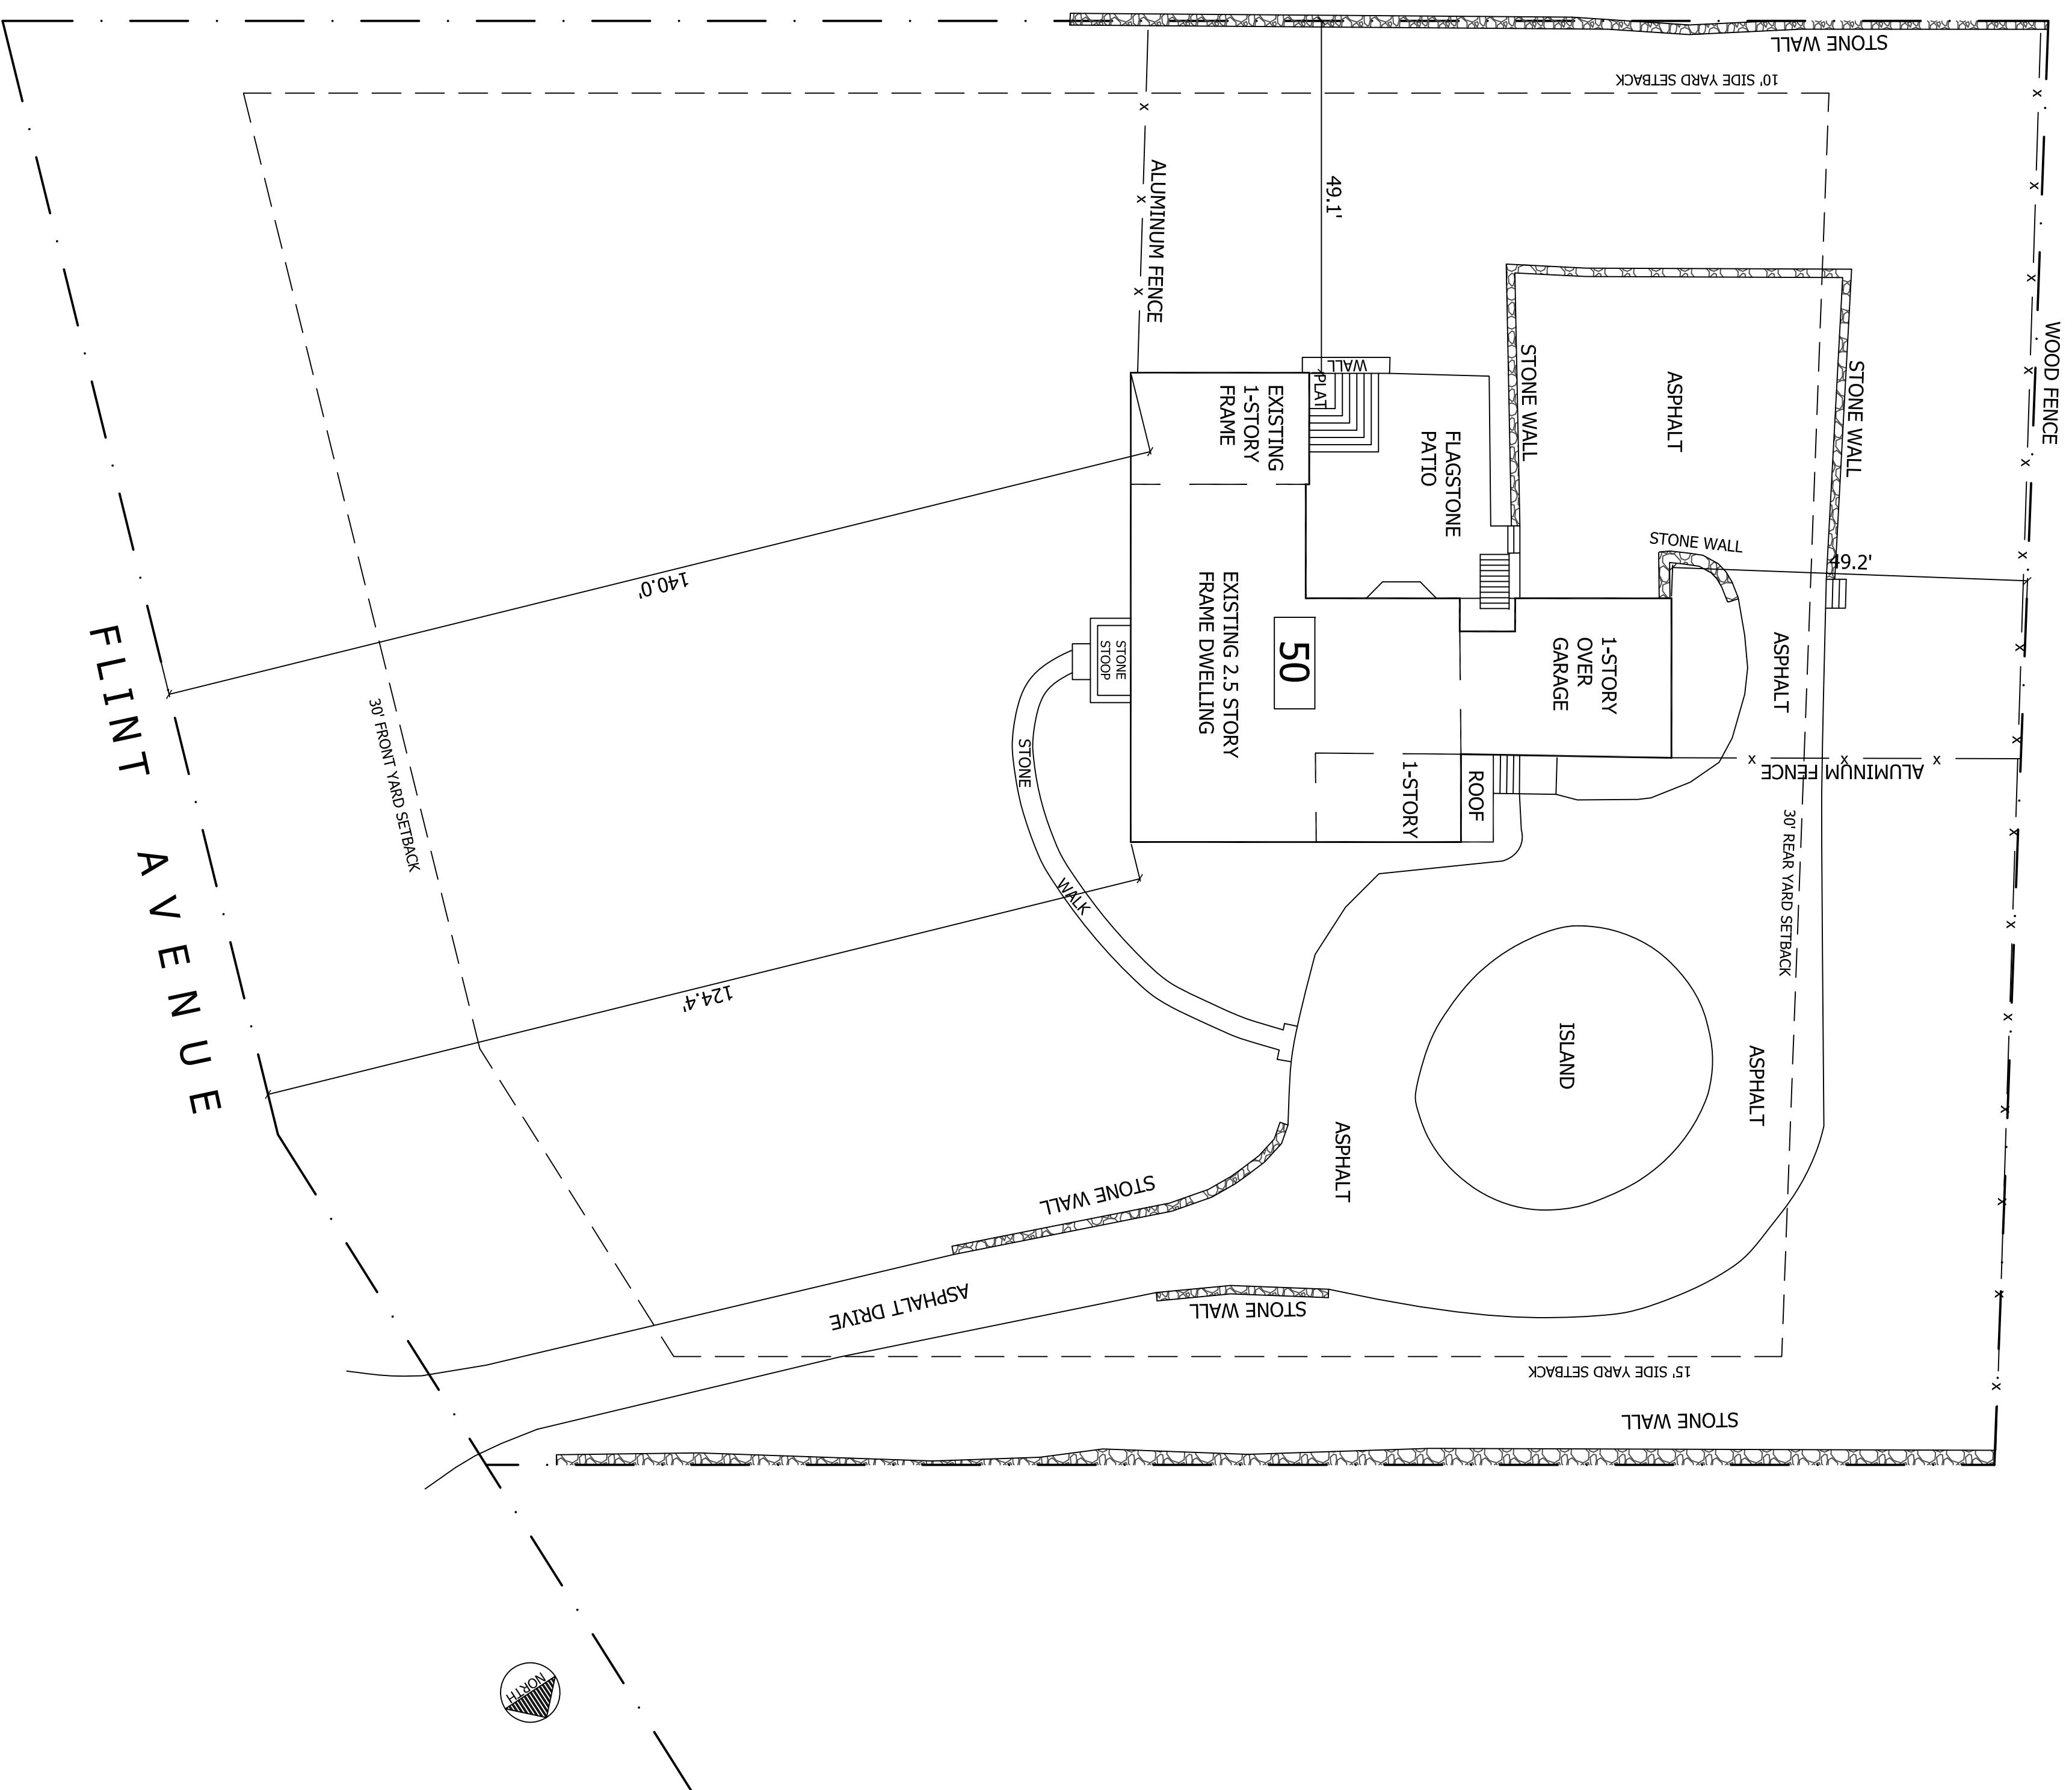 STONE WALL
10' SIDE YARD SETBACK
ALUMINUM FENCE
49.1'
WOOD FENCE
WALL
PLAT
EXISTING
1-STORY
FRAME
FLAGSTONE
PATIO
STONE WALL
ASPHALT
STONE WALL
STONE WALL
49.2'
140.0'
FLINT AVENUE
30' FRONT YARD SETBACK
STONE
STOOP
EXISTING 2.5 STORY
FRAME DWELLING
50
1-STORY
OVER
GARAGE
ASPHALT
ALUMINUM FENCE
STONE
WALK
1-STORY
ROOF
30' REAR YARD SETBACK
124.4'
ISLAND
ASPHALT
ASPHALT
STONE WALL
ASPHALT DRIVE
STONE WALL
15' SIDE YARD SETBACK
STONE WALL
NORTH